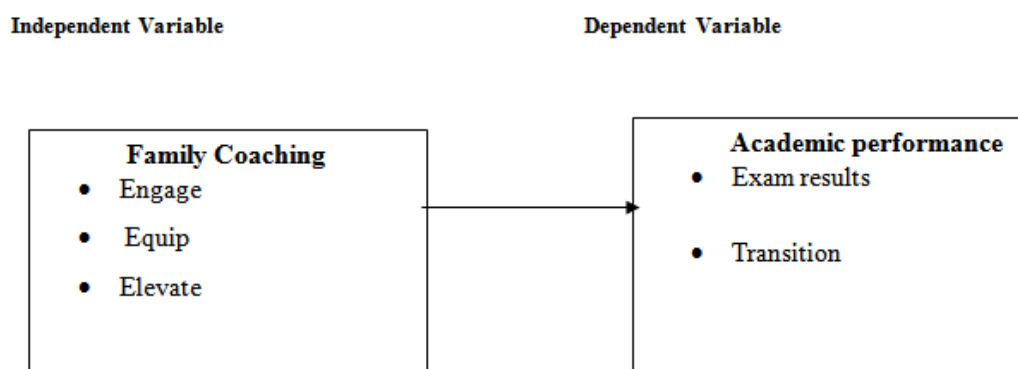 Independent Variable
Dependent Variable
Family Coaching
• Engage
• Equip
• Elevate
Academic performance
• Exam results
• Transition